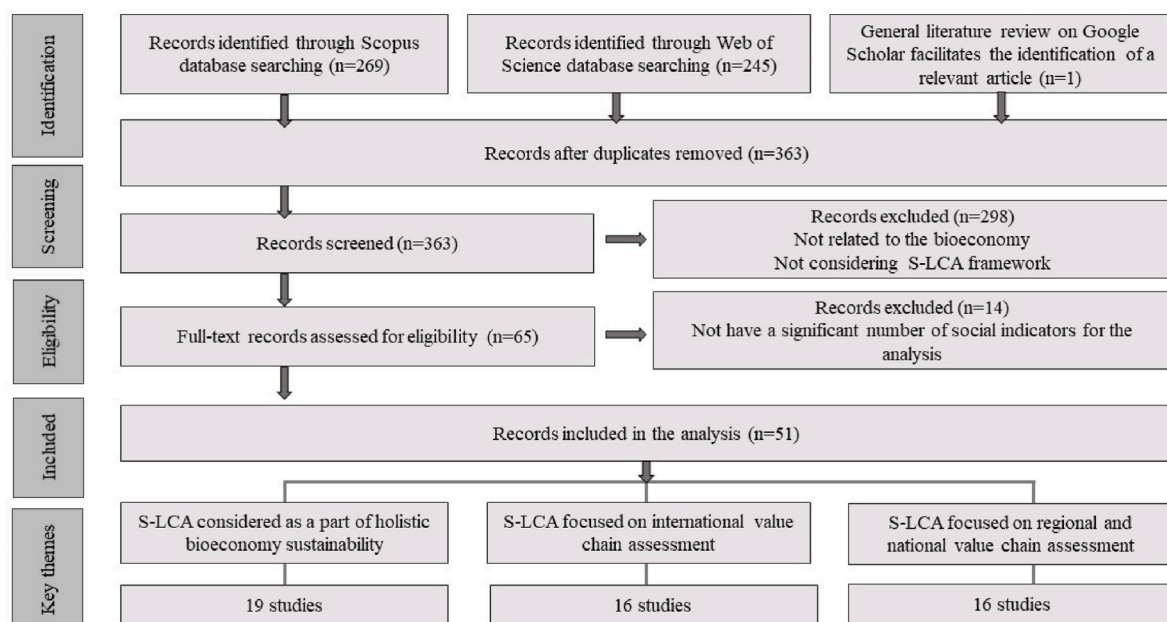 Identification
Records identified through Scopus
database searching (n=269)
Records identified through Web of
Science database searching (n=245)
General literature review on Google
Scholar facilitates the identification of a
relevant article (n=1)
Records after duplicates removed (n=363)
Screening
Records screened (n=363)
Records excluded (n=298)
Not related to the bioeconomy
Not considering S-LCA framework
Eligibility
Full-text records assessed for eligibility (n=65)
Records excluded (n=14)
Not have a significant number of social indicators for the
analysis
Included
Records included in the analysis (n=51)
Key themes
S-LCA considered as a part of holistic
bioeconomy sustainability
S-LCA focused on international value
chain assessment
S-LCA focused on regional and
national value chain assessment
19 studies
16 studies
16 studies